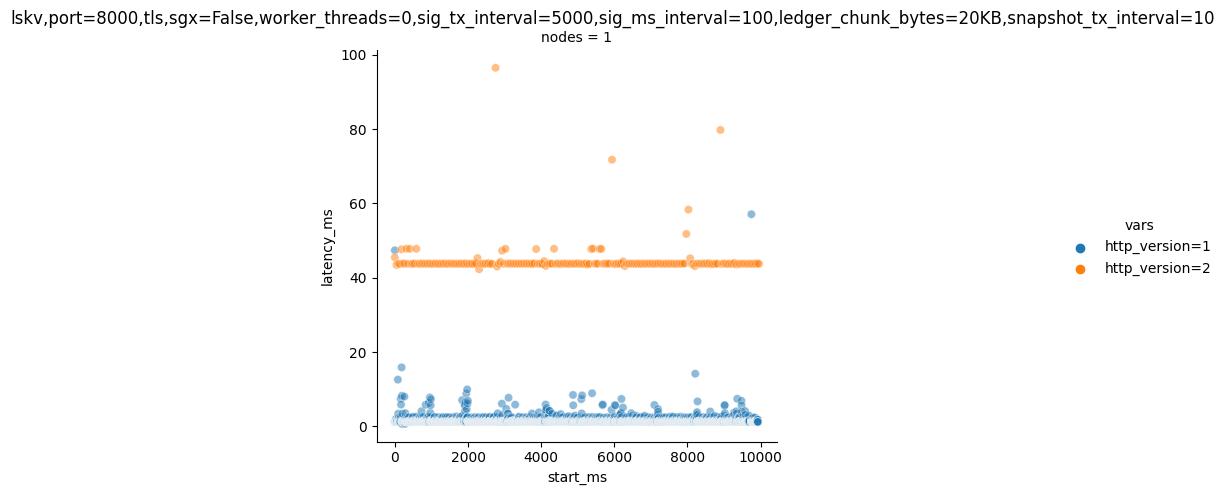 lskv,port=8000,tls,sgx=False,worker_threads=0,sig_tx_interval=5000,sig_ms_interval=100,ledger_chunk_bytes=20KB,snapshot_tx_interval=10
nodes = 1
100
80
60
40
20
0
latency_ms
0 2000 4000 6000 8000 10000
start_ms
vars
http_version=1
http_version=2